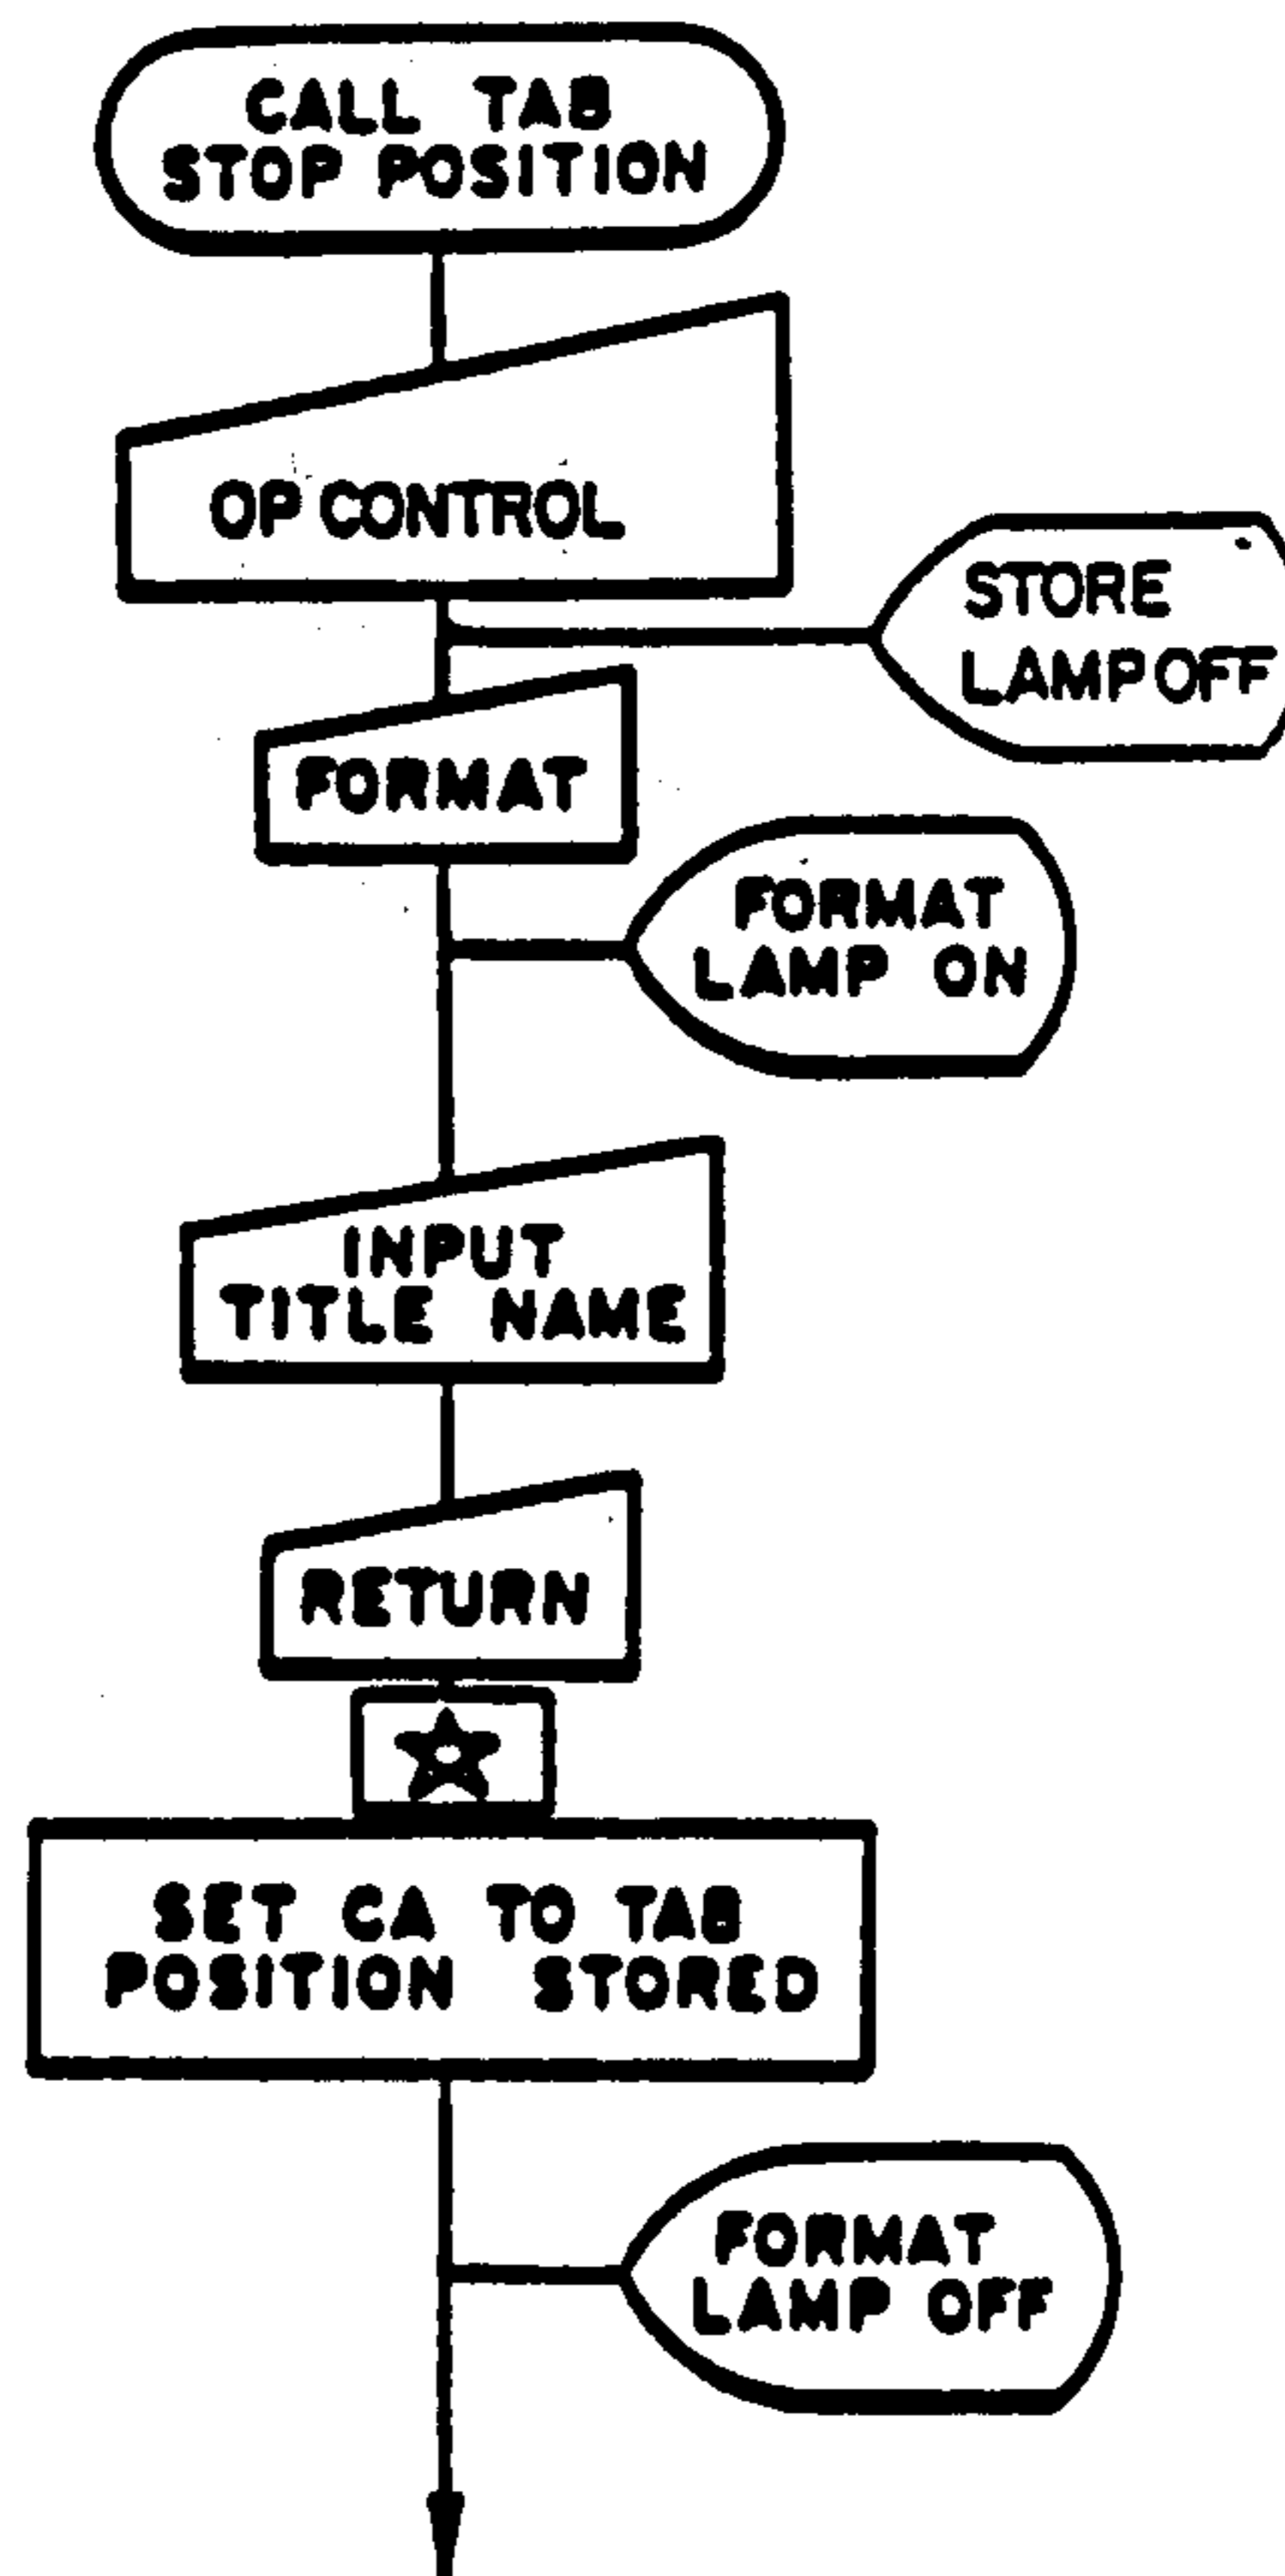 CALL TAB
STOP POSITION
OP CONTROL
STORE
LAMP OFF
FORMAT
FORMAT
LAMP ON
INPUT
TITLE NAME
RETURN
SET CA TO TAB
POSITION STORED
FORMAT
LAMP OFF